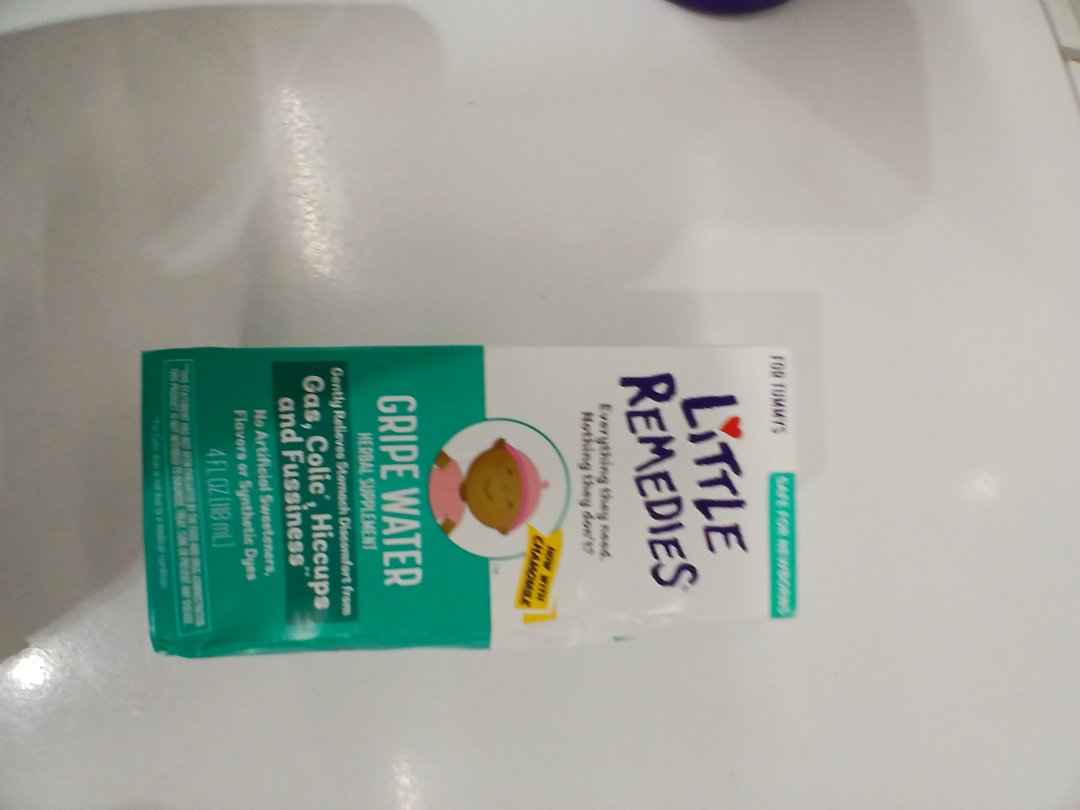 FOR TUMMYS
SAFE FOR NEWBORNS
LITTLE
REMEDIES®
Everything they need.
Nothing they don't.®
NOW WITH
CHAMOMILE
GRIPE WATER
HERBAL SUPPLEMENT
Gently Relieves Stomach Discomfort from
Gas, Colic*, Hiccups
and Fussiness**
No Artificial Sweeteners,
Flavors or Synthetic Dyes
4 FL OZ (118 mL)